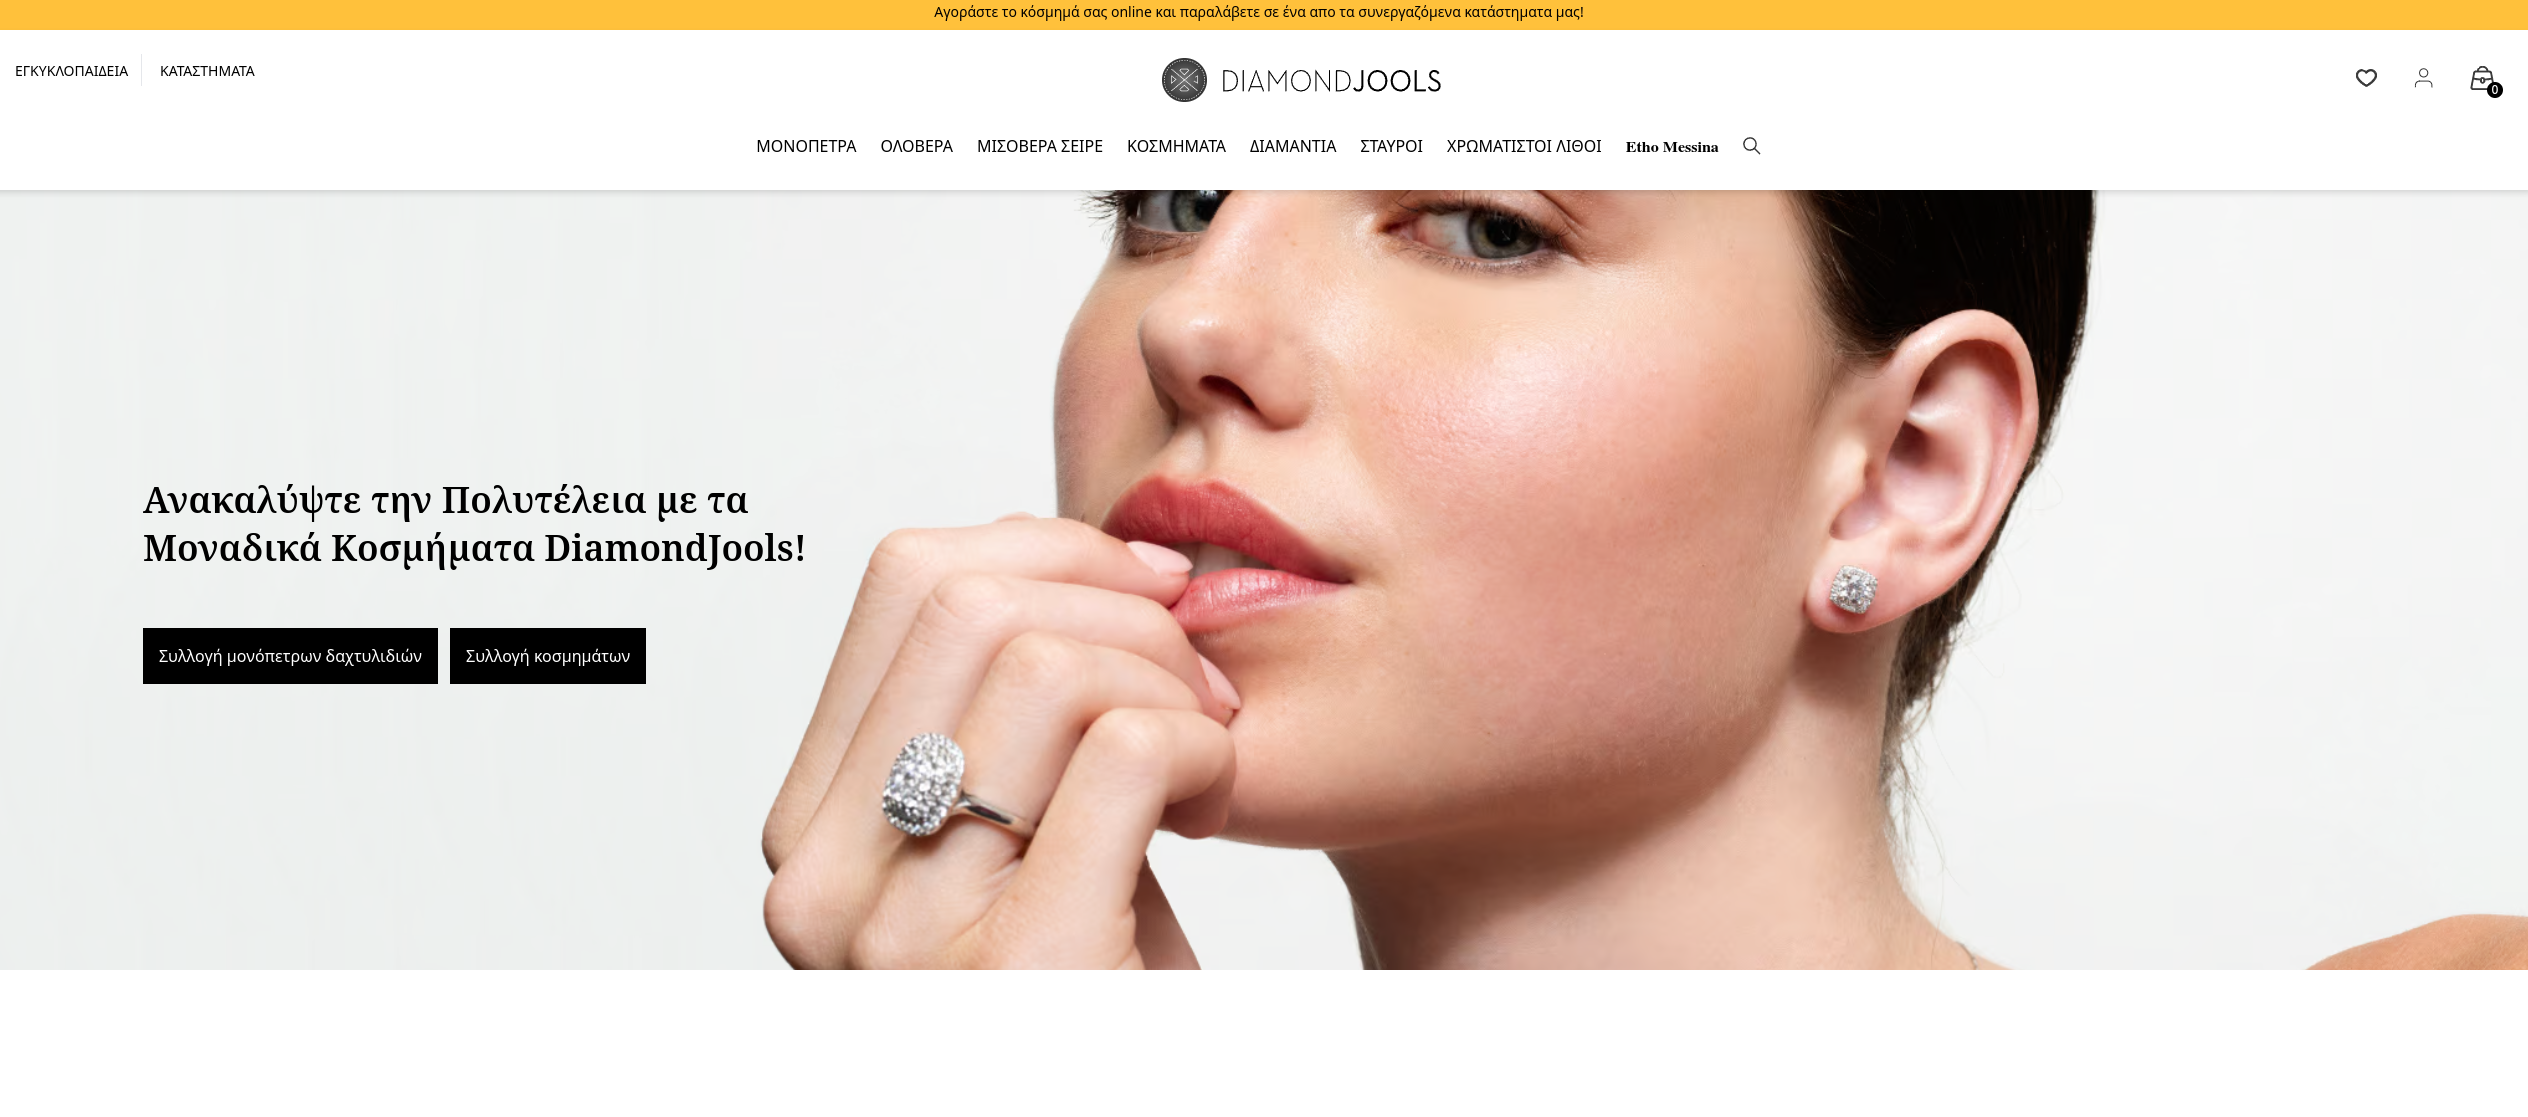 Αγοράστε το κόσμημά σας online και παραλάβετε σε ένα απο τα συνεργαζόμενα κατάστηματα μας!
ΕΓΚΥΚΛΟΠΑΙΔΕΙΑ ΚΑΤΑΣΤΗΜΑΤΑ
DIAMONDJOOLS
0
ΜΟΝΟΠΕΤΡΑ ΟΛΟΒΕΡΑ ΜΙΣΟΒΕΡΑ ΣΕΙΡΕ ΚΟΣΜΗΜΑΤΑ ΔΙΑΜΑΝΤΙΑ ΣΤΑΥΡΟΙ ΧΡΩΜΑΤΙΣΤΟΙ ΛΙΘΟΙ Etho Messina
Ανακαλύψτε την Πολυτέλεια με τα
Μοναδικά Κοσμήματα DiamondJools!
Συλλογή μονόπετρων δαχτυλιδιών Συλλογή κοσμημάτων